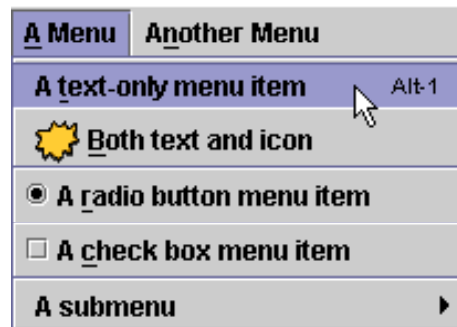 A Menu Another Menu
A text-only menu item Alt-1
Both text and icon
A radio button menu item
A check box menu item
A submenu